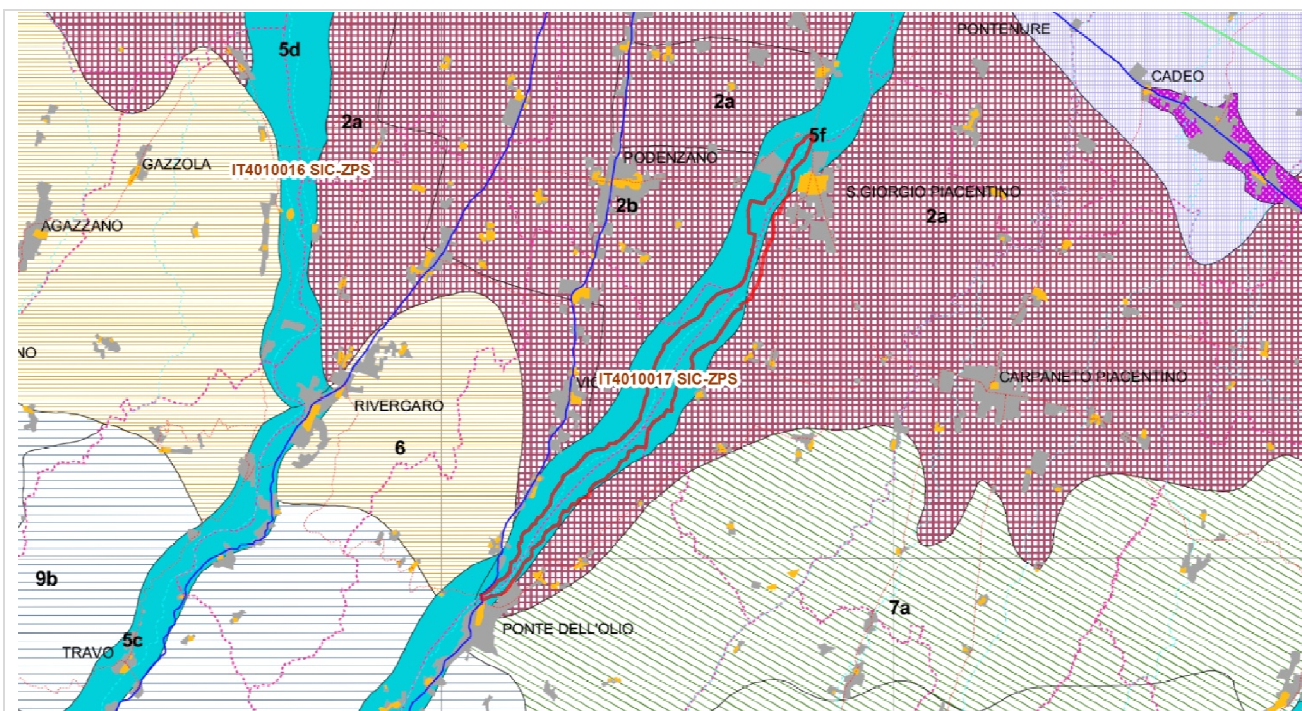 PONTENURE
5d
CADEO
2a
2a
5f
PODENZANO
GAZZOLA
IT4010016 SIC-ZPS
S.GIORGIO PIACENTINO
2b
2a
AGAZZANO
NO
VIG
IT4010017 SIC-ZPS
CARPANETO PIACENTINO
RIVERGARO
6
9b
7a
PONTE DELL'OLIO
5c
TRAVO